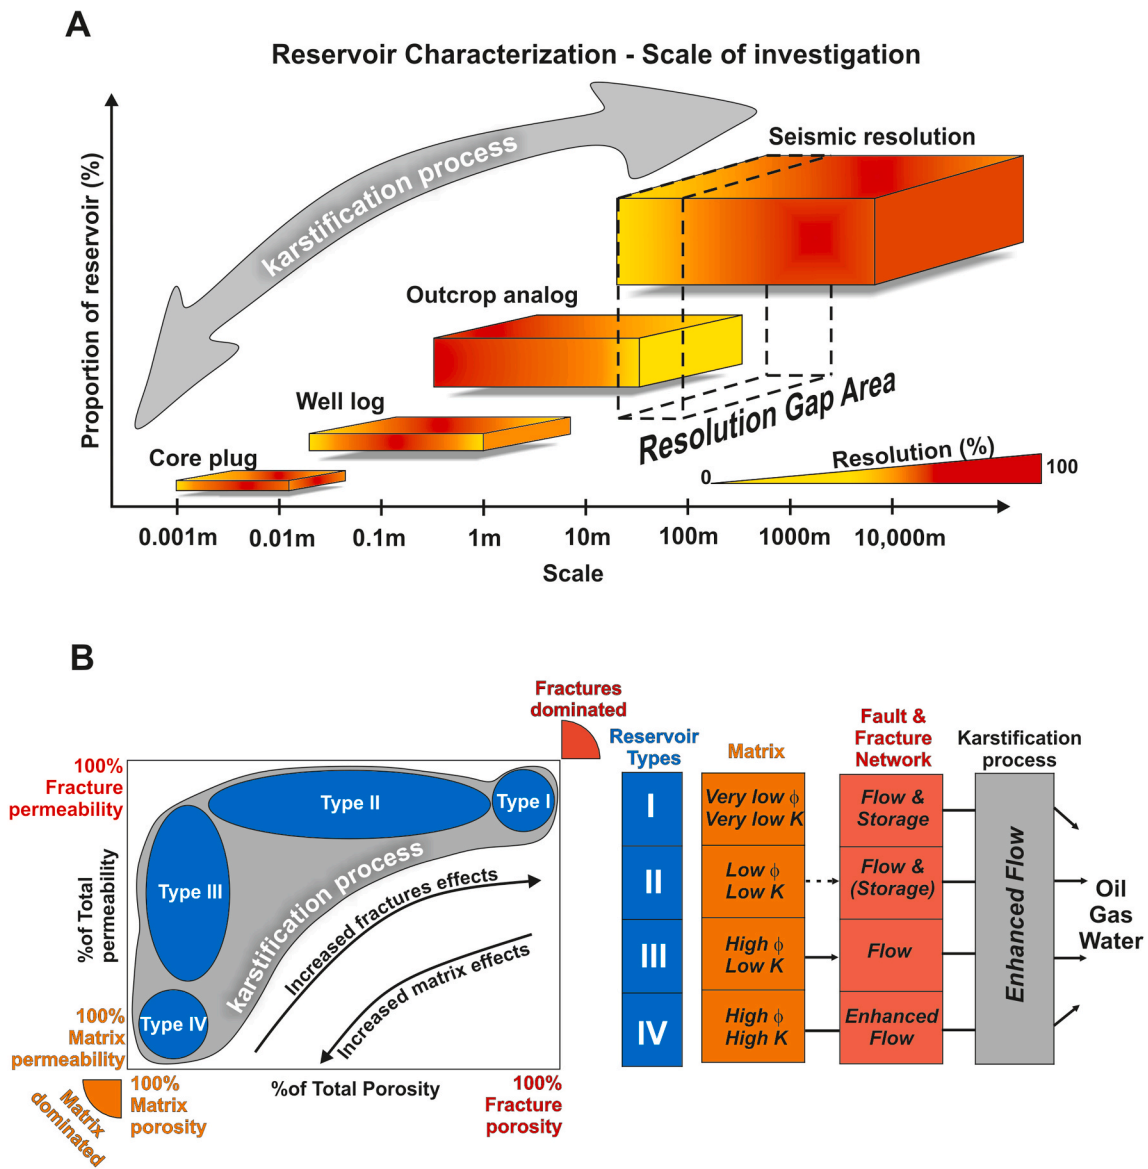 A
Reservoir Characterization - Scale of investigation
Proportion of reservoir (%)
karstification process
Seismic resolution
Outcrop analog
Well log
Core plug
Resolution Gap Area
Resolution (%)
0
100
0.001m
0.01m
0.1m
1m
10m
100m
1000m
10,000m
Scale
B
Fractures
dominated
100%
Fracture
permeability
%of Total
permeability
100%
Matrix
permeability
Matrix
dominated
100%
Matrix
porosity
%of Total Porosity
100%
Fracture
porosity
Type I
Type II
Type III
Type IV
karstification process
Increased fractures effects
Increased matrix effects
Reservoir
Types
Matrix
Fault &
Fracture
Network
Karstification
process
I
Very low ϕ
Very low K
Flow &
Storage
II
Low ϕ
Low K
Flow &
(Storage)
III
High ϕ
Low K
Flow
IV
High ϕ
High K
Enhanced
Flow
Enhanced Flow
Oil
Gas
Water